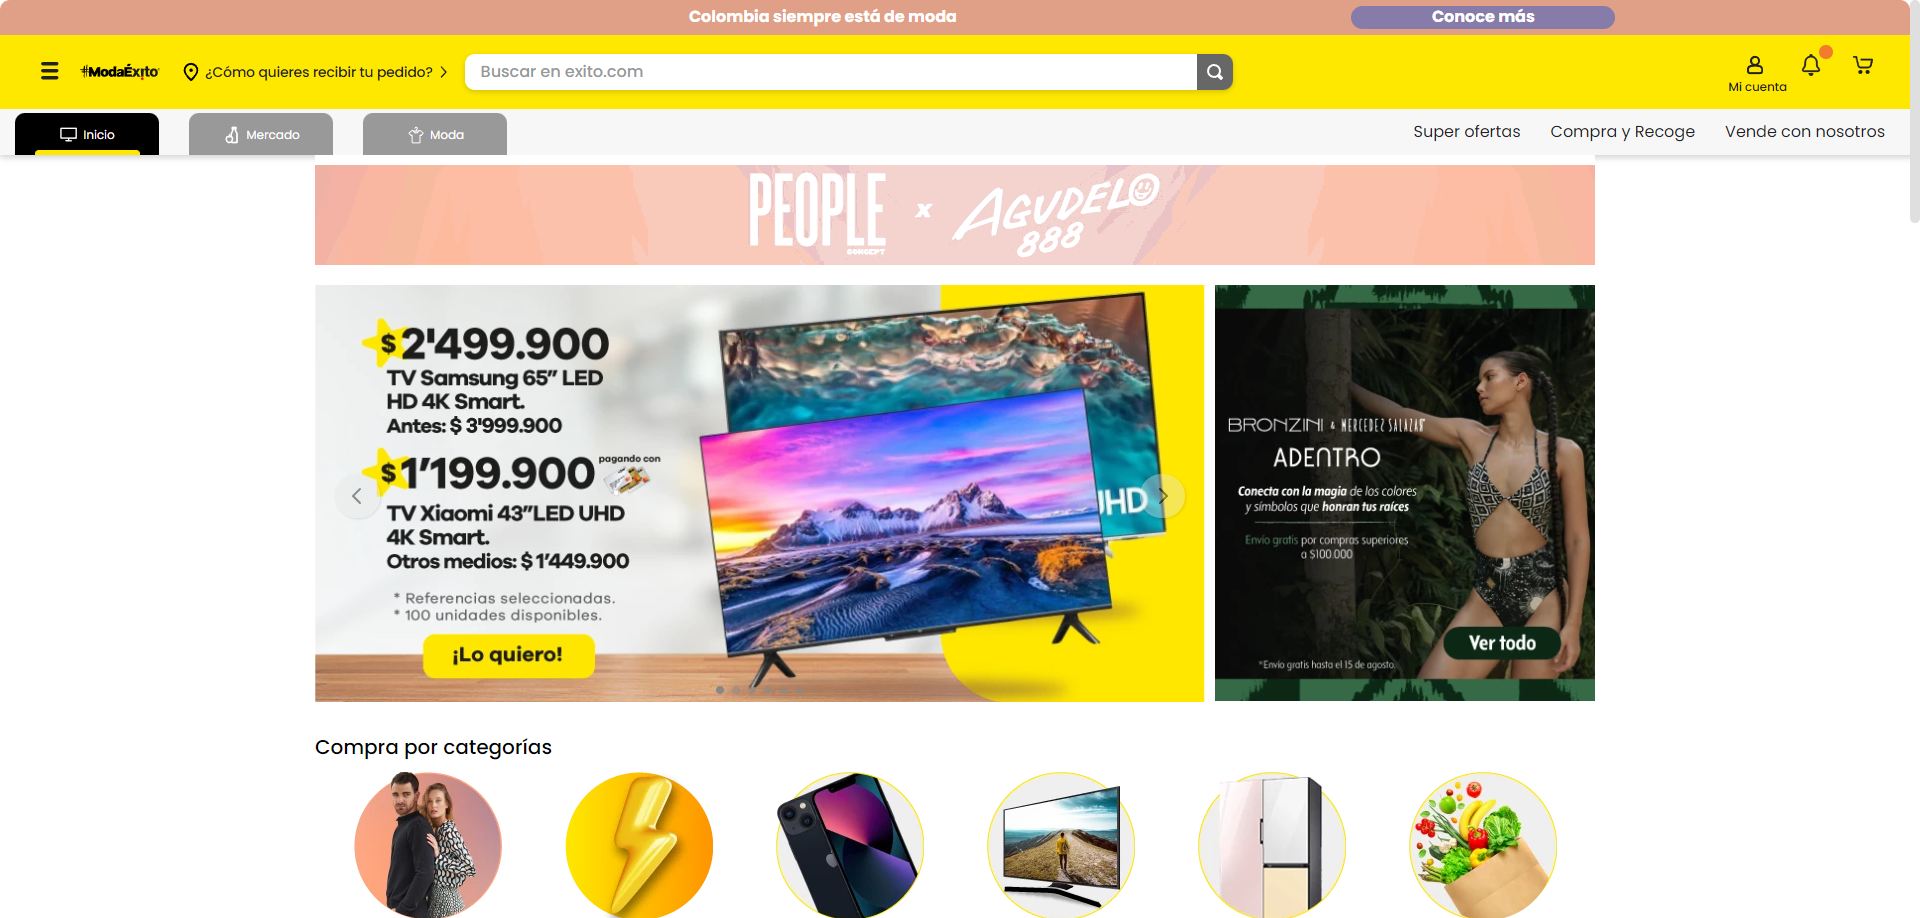 Colombia siempre está de moda
Conoce más
#ModaÉxito
¿Cómo quieres recibir tu pedido?
Buscar en exito.com
Mi cuenta
Inicio
Mercado
Moda
Super ofertas
Compra y Recoge
Vende con nosotros
PEOPLE
CONCEPT
x
AGUDELO
888
$ 2'499.900
TV Samsung 65" LED
HD 4K Smart.
Antes: $ 3'999.900
$ 1'199.900
pagando con
TV Xiaomi 43"LED UHD
4K Smart.
Otros medios: $ 1'449.900
* Referencias seleccionadas.
* 100 unidades disponibles.
¡Lo quiero!
UHD
BRONZINI & MERCEDES SALAZAR
ADENTRO
Conecta con la magia de los colores
y símbolos que honran tus raíces
Envío gratis por compras superiores
a $100.000
Ver todo
*Envío gratis hasta el 15 de agosto.
Compra por categorías